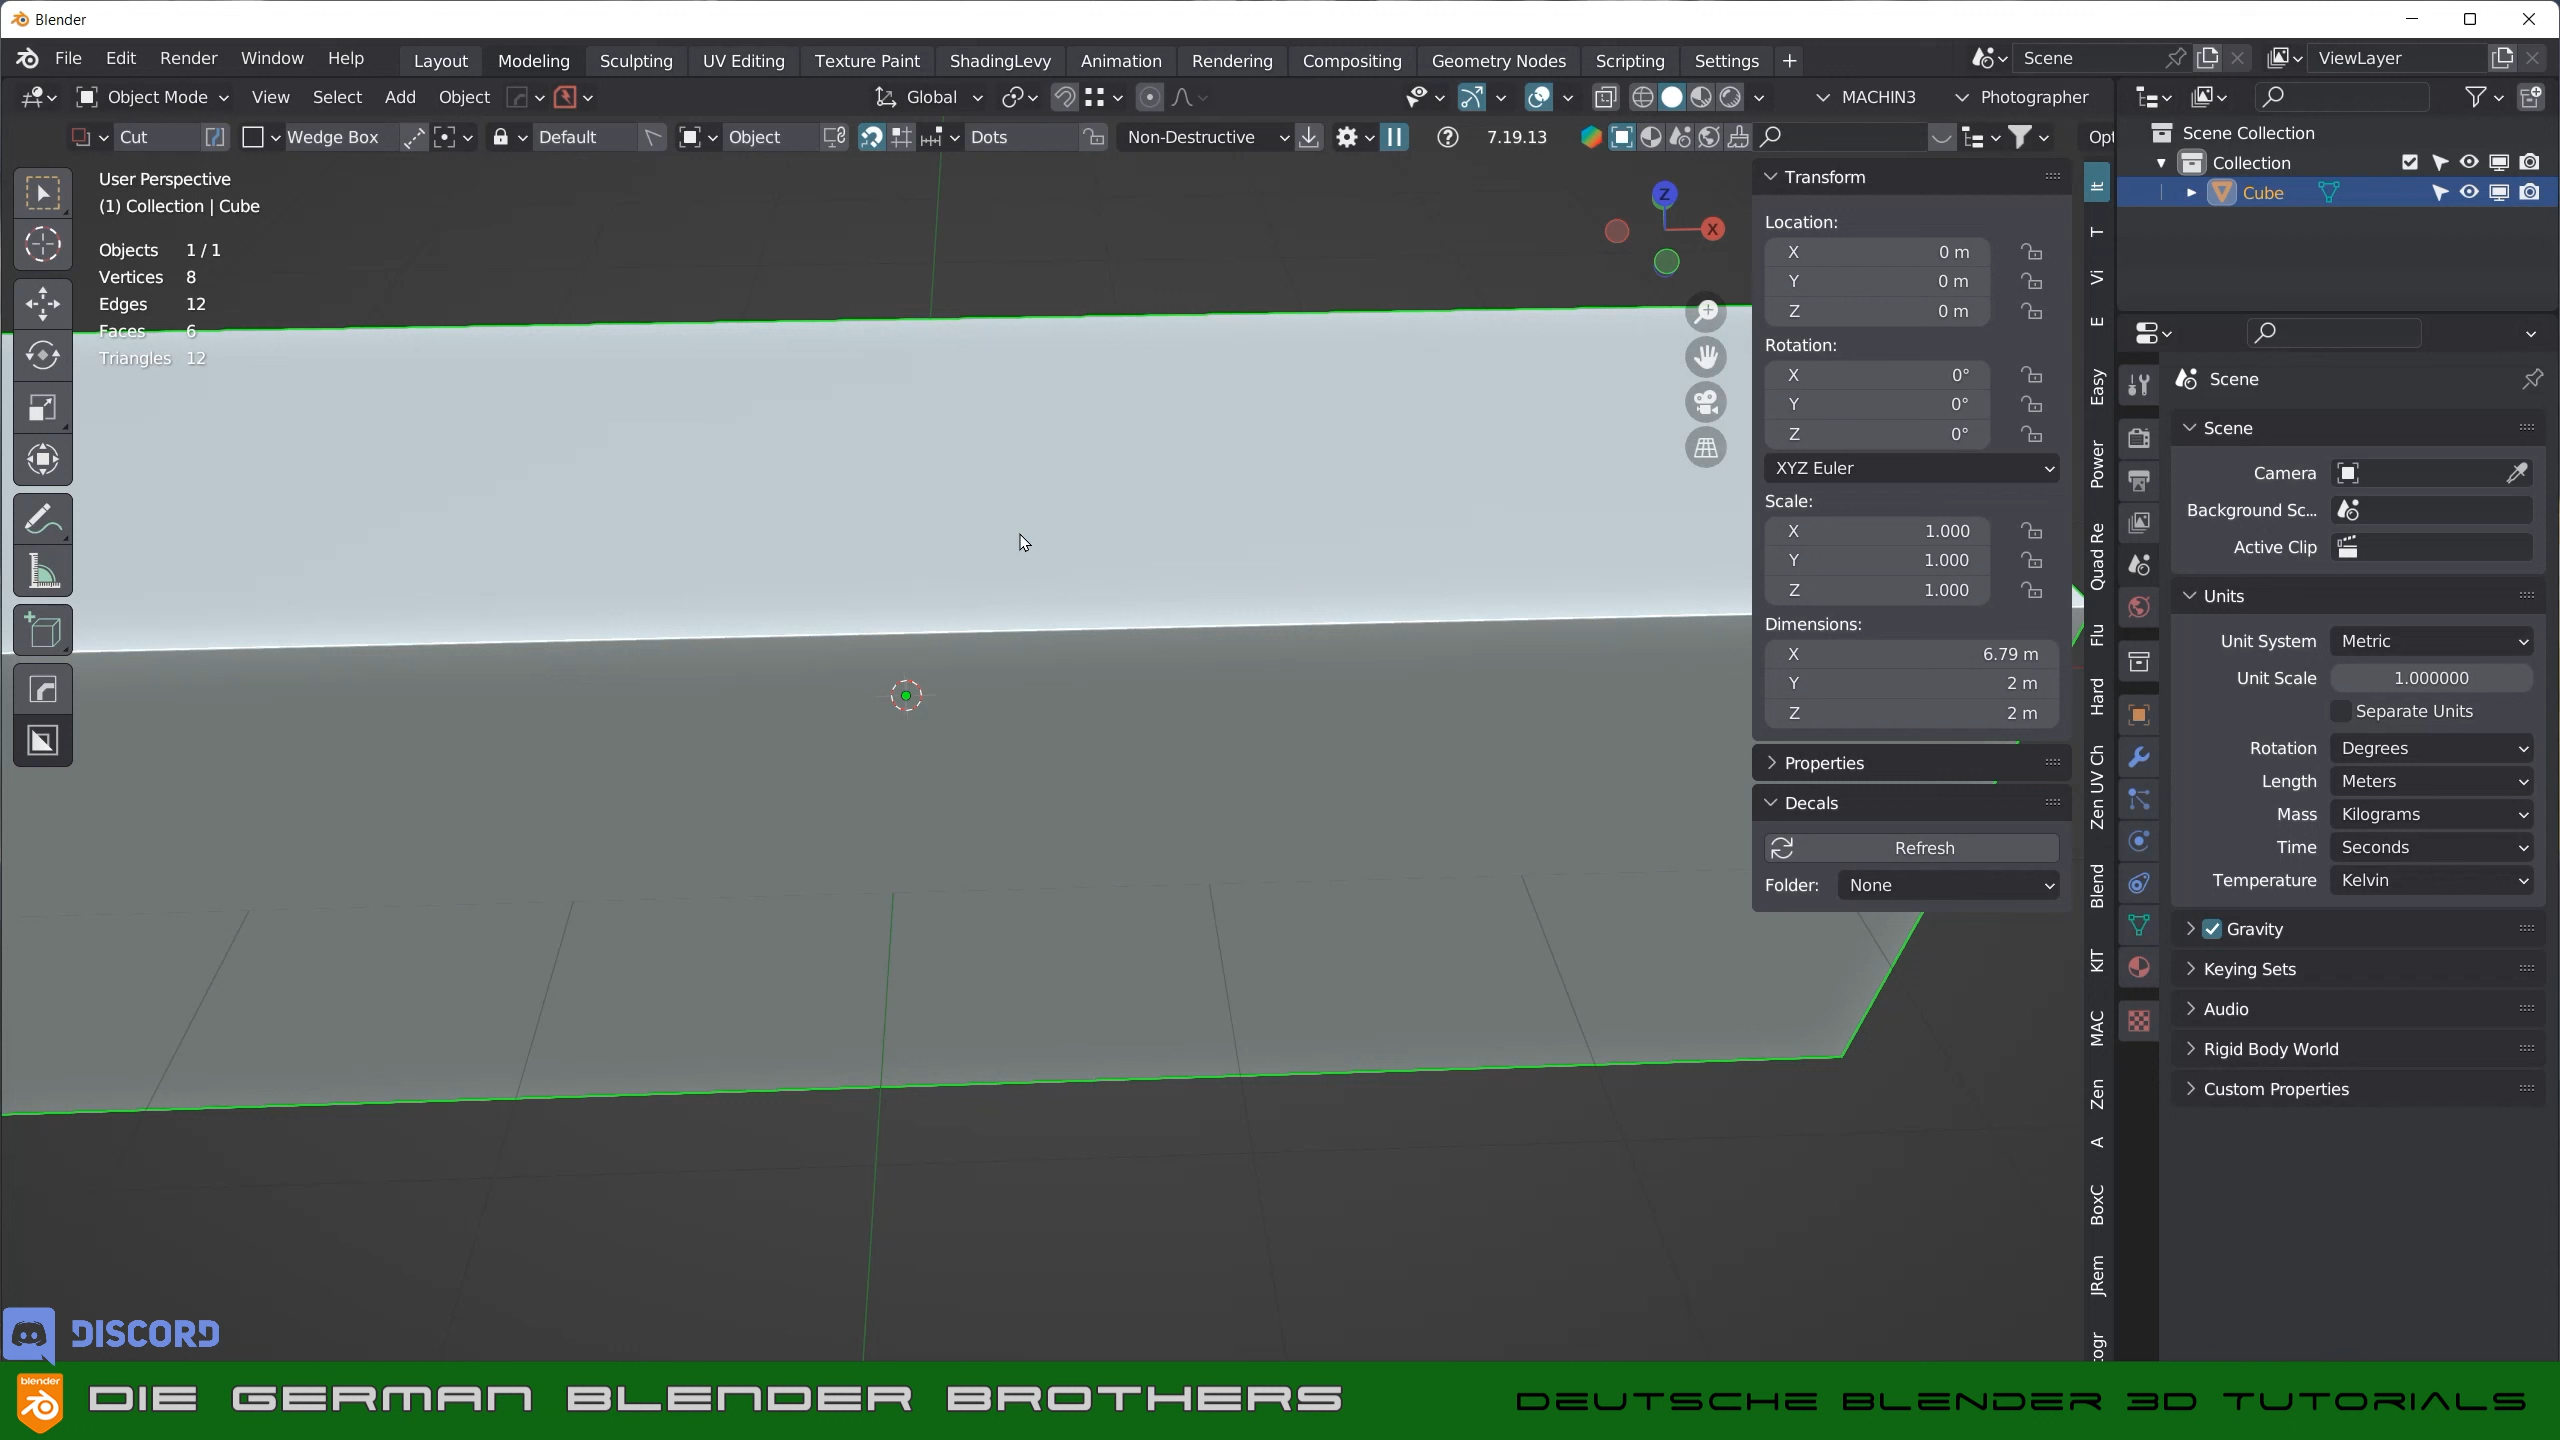 Blender
File Edit Render Window Help Layout Modeling Sculpting UV Editing Texture Paint ShadingLevy Animation Rendering Compositing Geometry Nodes Scripting Settings + Scene ViewLayer
Object Mode View Select Add Object Global MACHIN3 Photographer
Cut Wedge Box Default Object Dots Non-Destructive 7.19.13 Opt
User Perspective
(1) Collection | Cube
Objects 1 / 1
Vertices 8
Edges 12
Faces 6
Triangles 12
Z
X
Transform
Location:
X 0 m
Y 0 m
Z 0 m
Rotation:
X 0°
Y 0°
Z 0°
XYZ Euler
Scale:
X 1.000
Y 1.000
Z 1.000
Dimensions:
X 6.79 m
Y 2 m
Z 2 m
Properties
Decals
Refresh
Folder: None
It
T
Vi
E
Easy
Power
Quad Re
Flu
Hard
Zen UV Ch
Blend
KIT
MAC
Zen
A
BoxC
JRem
togr
Scene Collection
Collection
Cube
Scene
Scene
Camera
Background Sc...
Active Clip
Units
Unit System Metric
Unit Scale 1.000000
Separate Units
Rotation Degrees
Length Meters
Mass Kilograms
Time Seconds
Temperature Kelvin
Gravity
Keying Sets
Audio
Rigid Body World
Custom Properties
DISCORD
blender
DIE GERMAN BLENDER BROTHERS
DEUTSCHE BLENDER 3D TUTORIALS